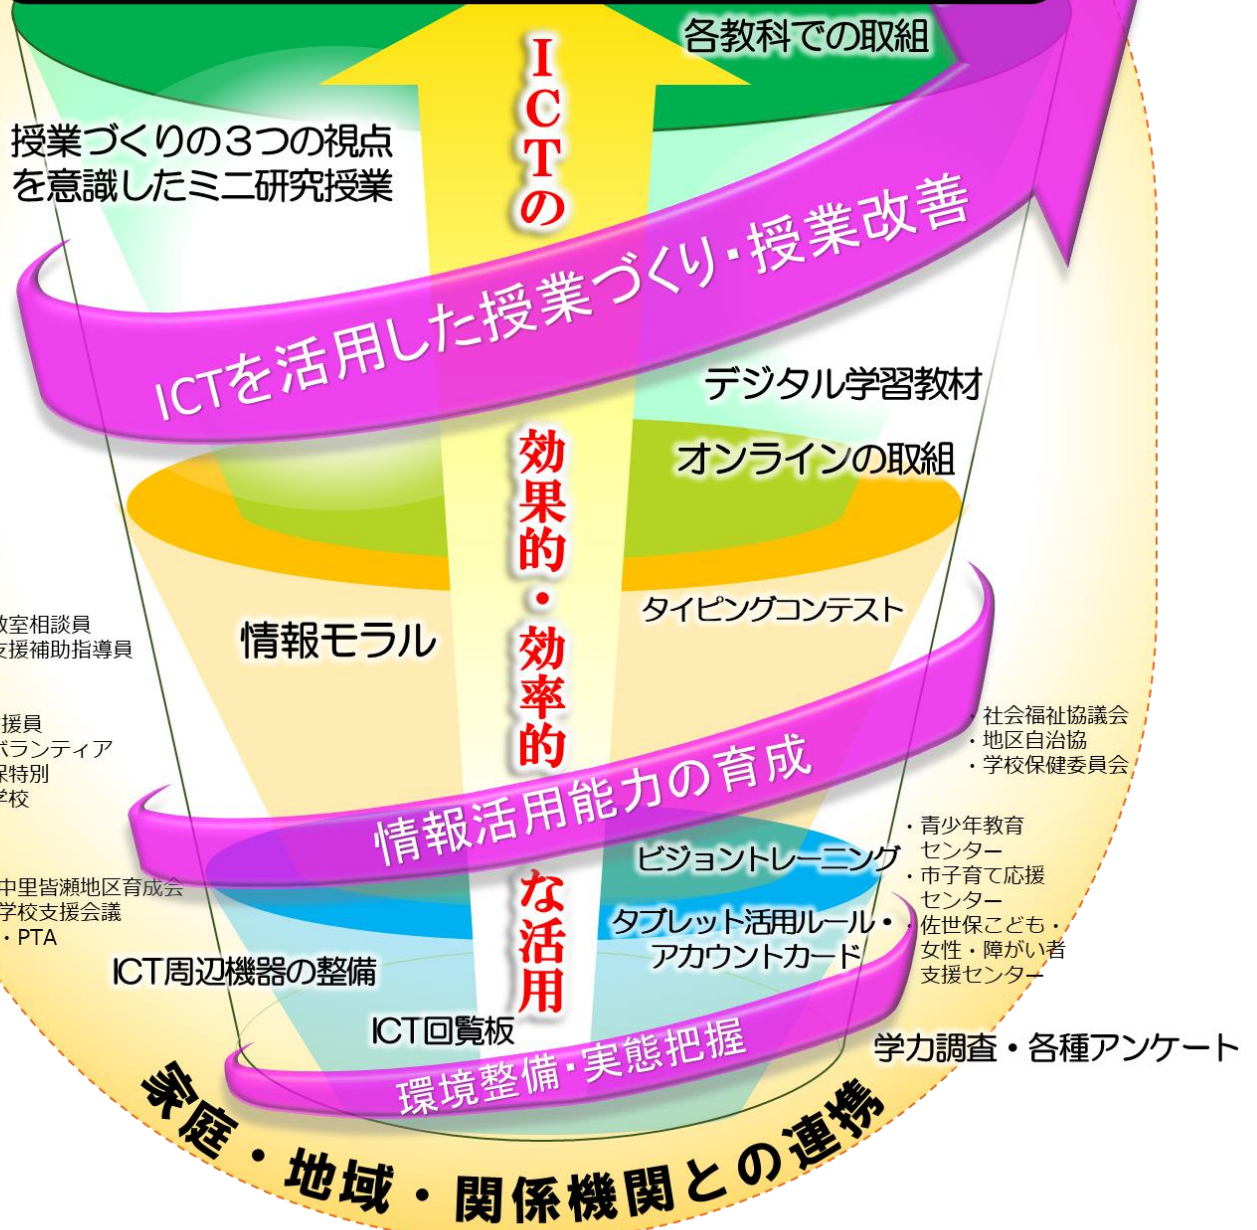 各教科での取組
授業づくりの３つの視点
を意識したミニ研究授業
ICTを活用した授業づくり・授業改善
デジタル学習教材
オンラインの取組
ICTの効果的・効率的な活用
タイピングコンテスト
情報モラル
室相談員
支援補助指導員
援員
ボランティア
特別
学校
・社会福祉協議会
・地区自治協
・学校保健委員会
情報活用能力の育成
・青少年教育
センター
・市子育て応援
センター
・佐世保こども・
女性・障がい者
支援センター
ビジョントレーニング
タブレット活用ルール・
アカウントカード
中里皆瀬地区育成会
学校支援会議
・PTA
ICT周辺機器の整備
ICT回覧板
環境整備・実態把握
学力調査・各種アンケート
家庭・地域・関係機関との連携